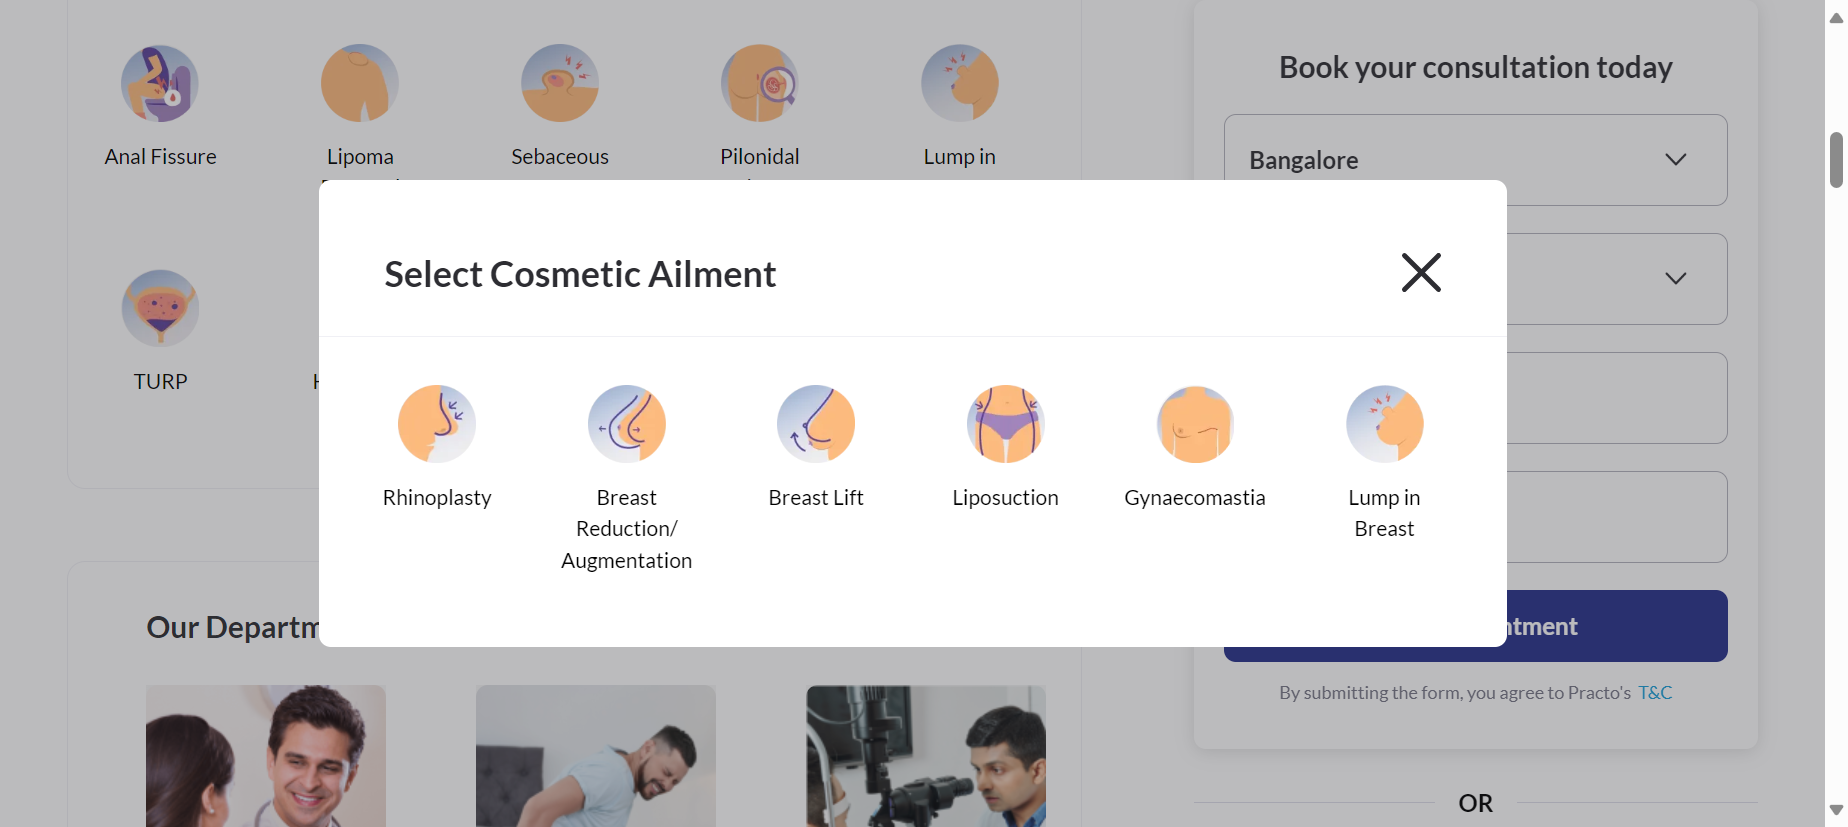 Book your consultation today
Bangalore
Anal Fissure
Lipoma
Sebaceous
Pilonidal
Lump in
TURP
Select Cosmetic Ailment
Rhinoplasty
Breast
Reduction/
Augmentation
Breast Lift
Liposuction
Gynaecomastia
Lump in
Breast
Our Departm
ntment
By submitting the form, you agree to Practo's T&C
OR